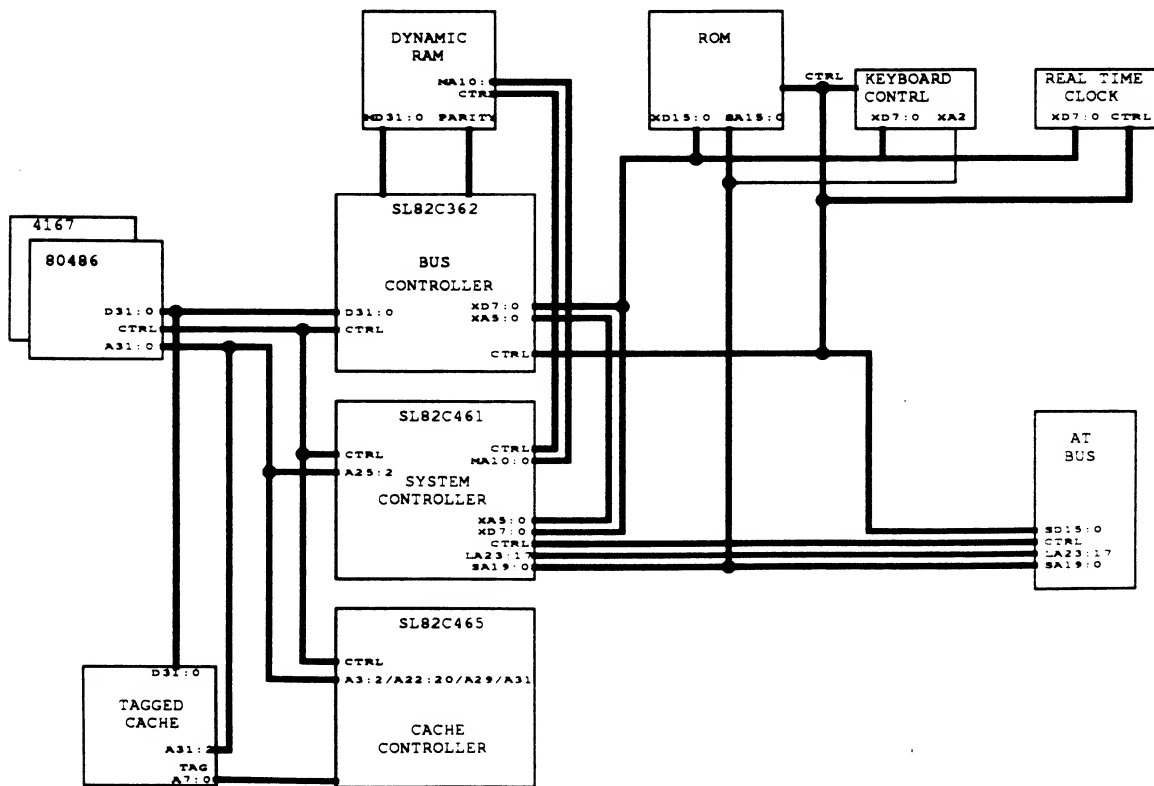 DYNAMIC
RAM
MA10:
CTRL
MD31:0 PARITY
ROM
XD15:0 SA15:0
CTRL
KEYBOARD
CONTRL
XD7:0 XA2
REAL TIME
CLOCK
XD7:0 CTRL
4167
80486
D31:0
CTRL
A31:0
SL82C362
BUS
CONTROLLER
D31:0
CTRL
XD7:0
XA5:0
CTRL
SL82C461
CTRL
A25:2
SYSTEM
CONTROLLER
CTRL
MA10:0
XA5:0
XD7:0
CTRL
LA23:17
SA19:0
AT
BUS
SD15:0
CTRL
LA23:17
SA19:0
SL82C465
CTRL
A3:2/A22:20/A29/A31
CACHE
CONTROLLER
D31:0
TAGGED
CACHE
A31:2
TAG
A7:0